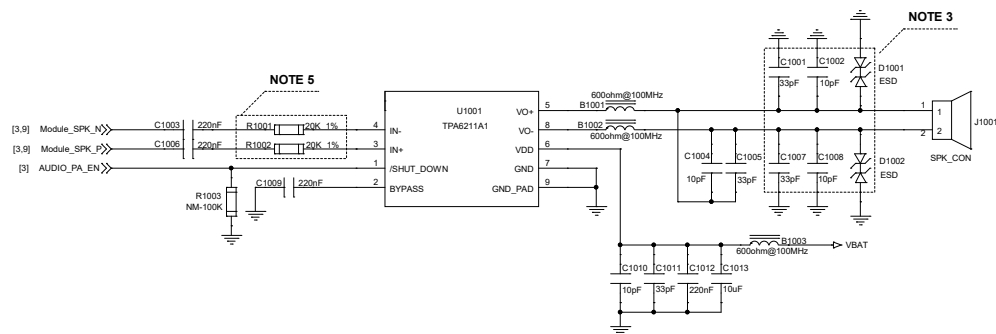 NOTE 3
NOTE 5
C1001
33pF
C1002
10pF
D1001
ESD
600ohm@100MHz
B1001
B1002
600ohm@100MHz
U1001
TPA6211A1
VO+
5
VO-
8
VDD
6
GND
7
GND_PAD
9
4
IN-
3
IN+
1
/SHUT_DOWN
2
BYPASS
[3,9] Module_SPK_N
C1003
220nF
R1001
20K 1%
[3,9] Module_SPK_P
C1006
220nF
R1002
20K 1%
[3] AUDIO_PA_EN
R1003
NM-100K
C1009
220nF
C1004
10pF
C1005
33pF
C1007
33pF
C1008
10pF
D1002
ESD
1
2
1
2
J1001
SPK_CON
B1003
600ohm@100MHz
VBAT
C1010
10pF
C1011
33pF
C1012
220nF
C1013
10uF